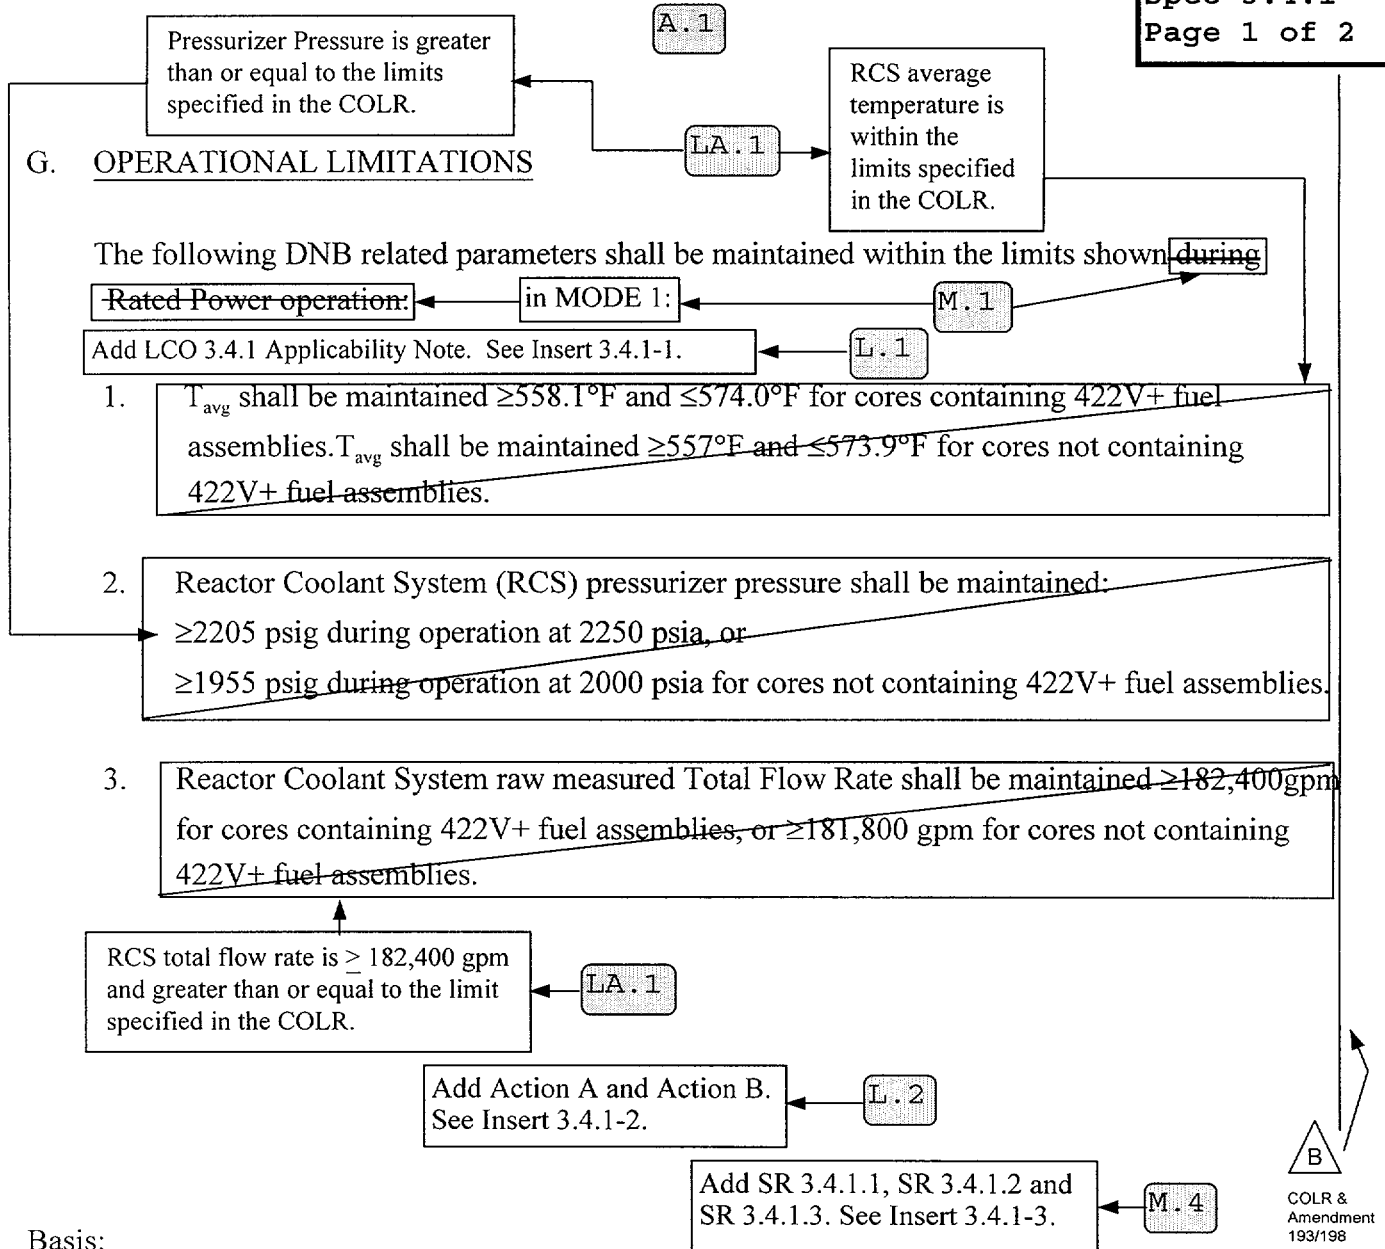 Spec 3.4.1
Page 1 of 2
A.1
Pressurizer Pressure is greater
than or equal to the limits
specified in the COLR.
RCS average
temperature is
within the
limits specified
in the COLR.
LA.1
G. OPERATIONAL LIMITATIONS
The following DNB related parameters shall be maintained within the limits shown during
Rated Power operation:
in MODE 1:
M.1
Add LCO 3.4.1 Applicability Note. See Insert 3.4.1-1.
L.1
1. Tavg shall be maintained ≥558.1°F and ≤574.0°F for cores containing 422V+ fuel
assemblies.Tavg shall be maintained ≥557°F and ≤573.9°F for cores not containing
422V+ fuel assemblies.
2. Reactor Coolant System (RCS) pressurizer pressure shall be maintained:
≥2205 psig during operation at 2250 psia, or
≥1955 psig during operation at 2000 psia for cores not containing 422V+ fuel assemblies.
3. Reactor Coolant System raw measured Total Flow Rate shall be maintained ≥182,400gpm
for cores containing 422V+ fuel assemblies, or ≥181,800 gpm for cores not containing
422V+ fuel assemblies.
RCS total flow rate is ≥ 182,400 gpm
and greater than or equal to the limit
specified in the COLR.
LA.1
Add Action A and Action B.
See Insert 3.4.1-2.
L.2
Add SR 3.4.1.1, SR 3.4.1.2 and
SR 3.4.1.3. See Insert 3.4.1-3.
M.4
B
COLR &
Amendment
193/198
Basis: